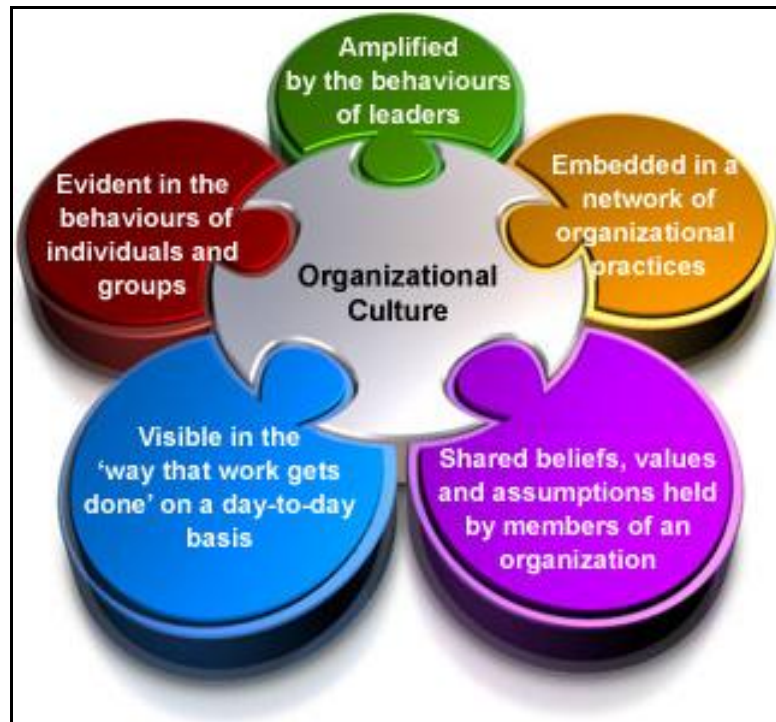 Amplified
by the behaviours
of leaders
Embedded in a
network of
organizational
practices
Evident in the
behaviours of
individuals and
groups
Organizational
Culture
Visible in the
‘way that work gets
done’ on a day-to-day
basis
Shared beliefs, values
and assumptions held
by members of an
organization